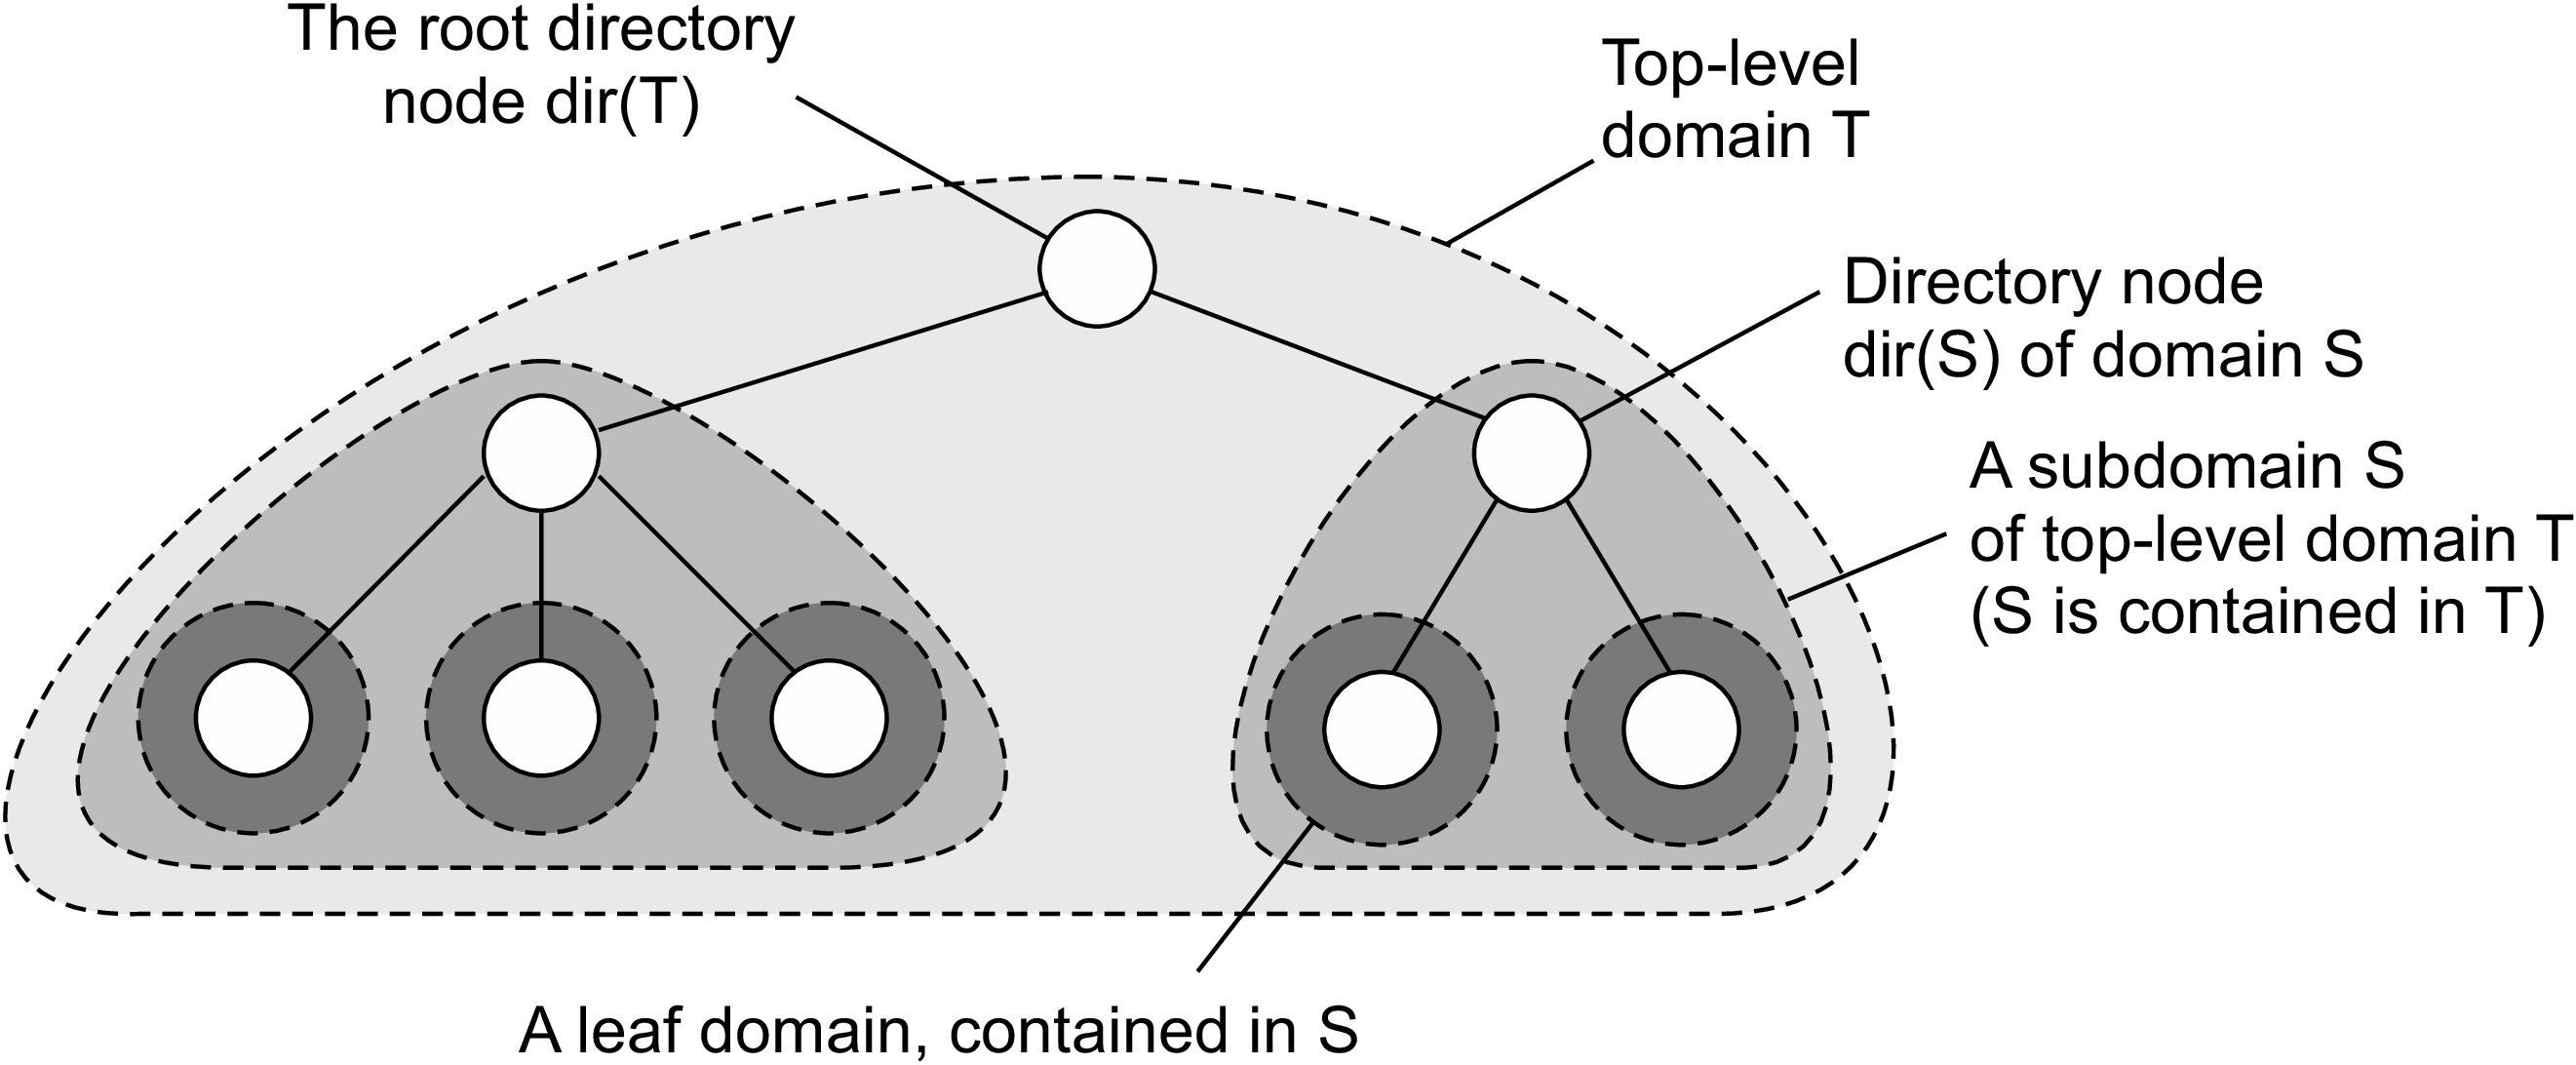 The root directory
node dir(T)
Top-level
domain T
Directory node
dir(S) of domain S
A subdomain S
of top-level domain T
(S is contained in T)
A leaf domain, contained in S